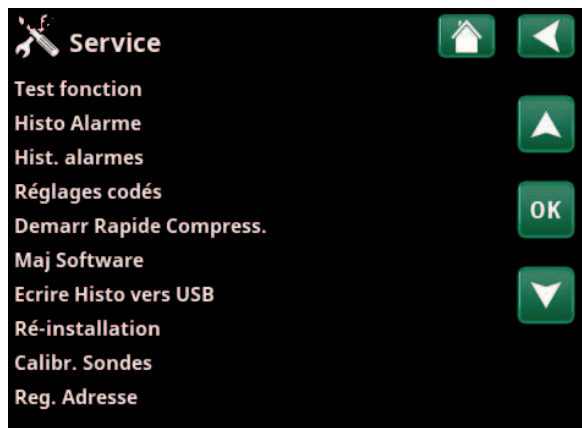 Service
Test fonction
Histo Alarme
Hist. alarmes
Réglages codés
Demarr Rapide Compress.
OK
Maj Software
Ecrire Histo vers USB
Ré-installation
Calibr. Sondes
Reg. Adresse